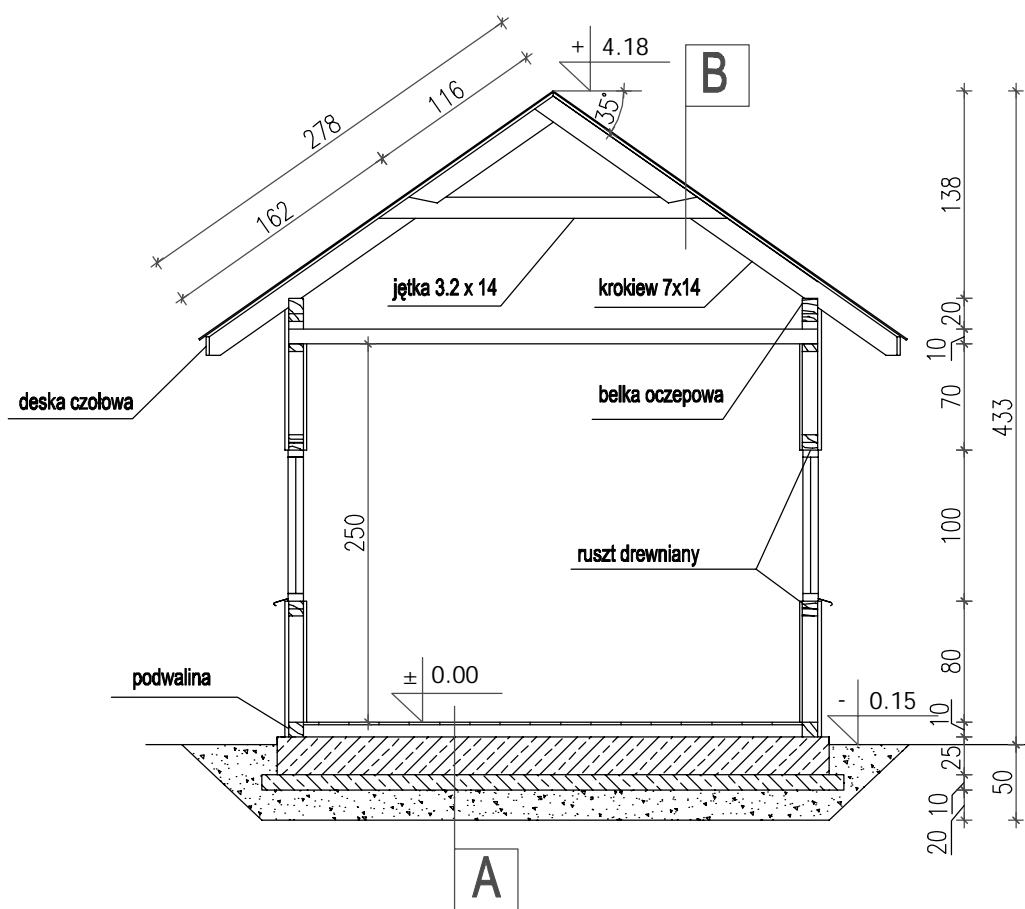 + 4.18
B
35°
278
116
162
138
jętka 3.2 x 14
krokiew 7x14
20
10
deska czołowa
belka oczepowa
70
433
250
100
ruszt drewniany
podwalina
± 0.00
80
- 0.15
10
25
50
10
20
A